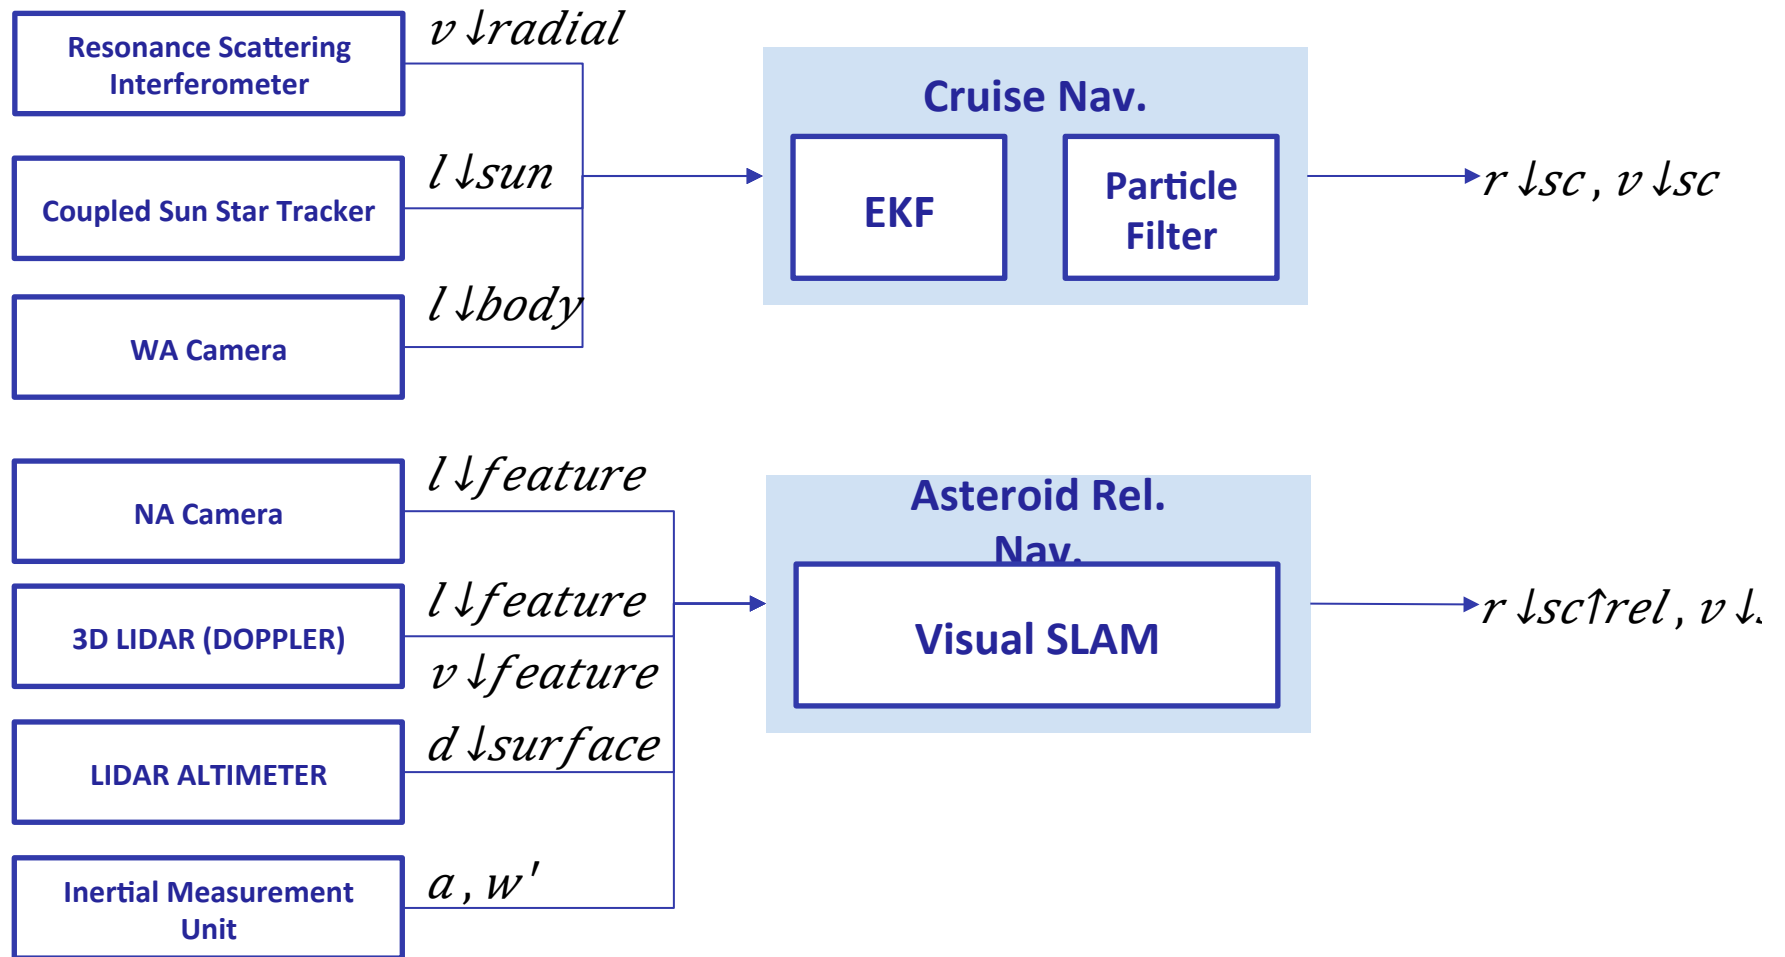 v↓radial
Resonance Scattering
Interferometer
Cruise Nav.
l↓sun
Coupled Sun Star Tracker
EKF
Particle
Filter
r↓sc, v↓sc
l↓body
WA Camera
l↓feature
NA Camera
Asteroid Rel.
Nav.
l↓feature
3D LIDAR (DOPPLER)
v↓feature
Visual SLAM
r↓sc↑rel, v↓
d↓surface
LIDAR ALTIMETER
a, w'
Inertial Measurement
Unit